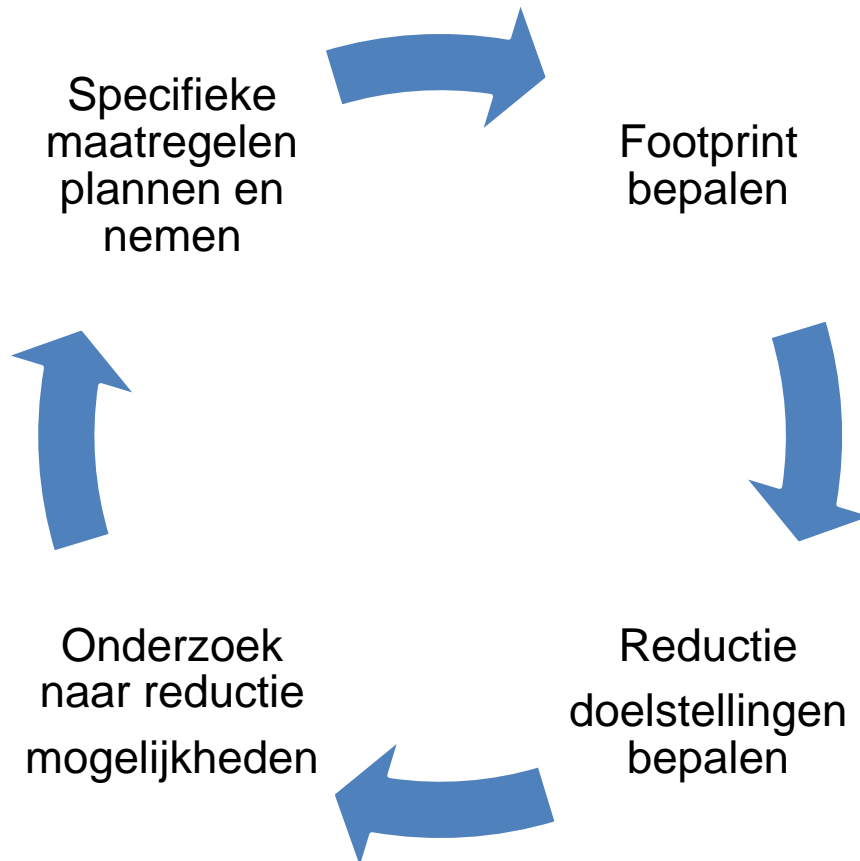 Specifieke
maatregelen
plannen en
nemen
Footprint
bepalen
Reductie
doelstellingen
bepalen
Onderzoek
naar reductie
mogelijkheden